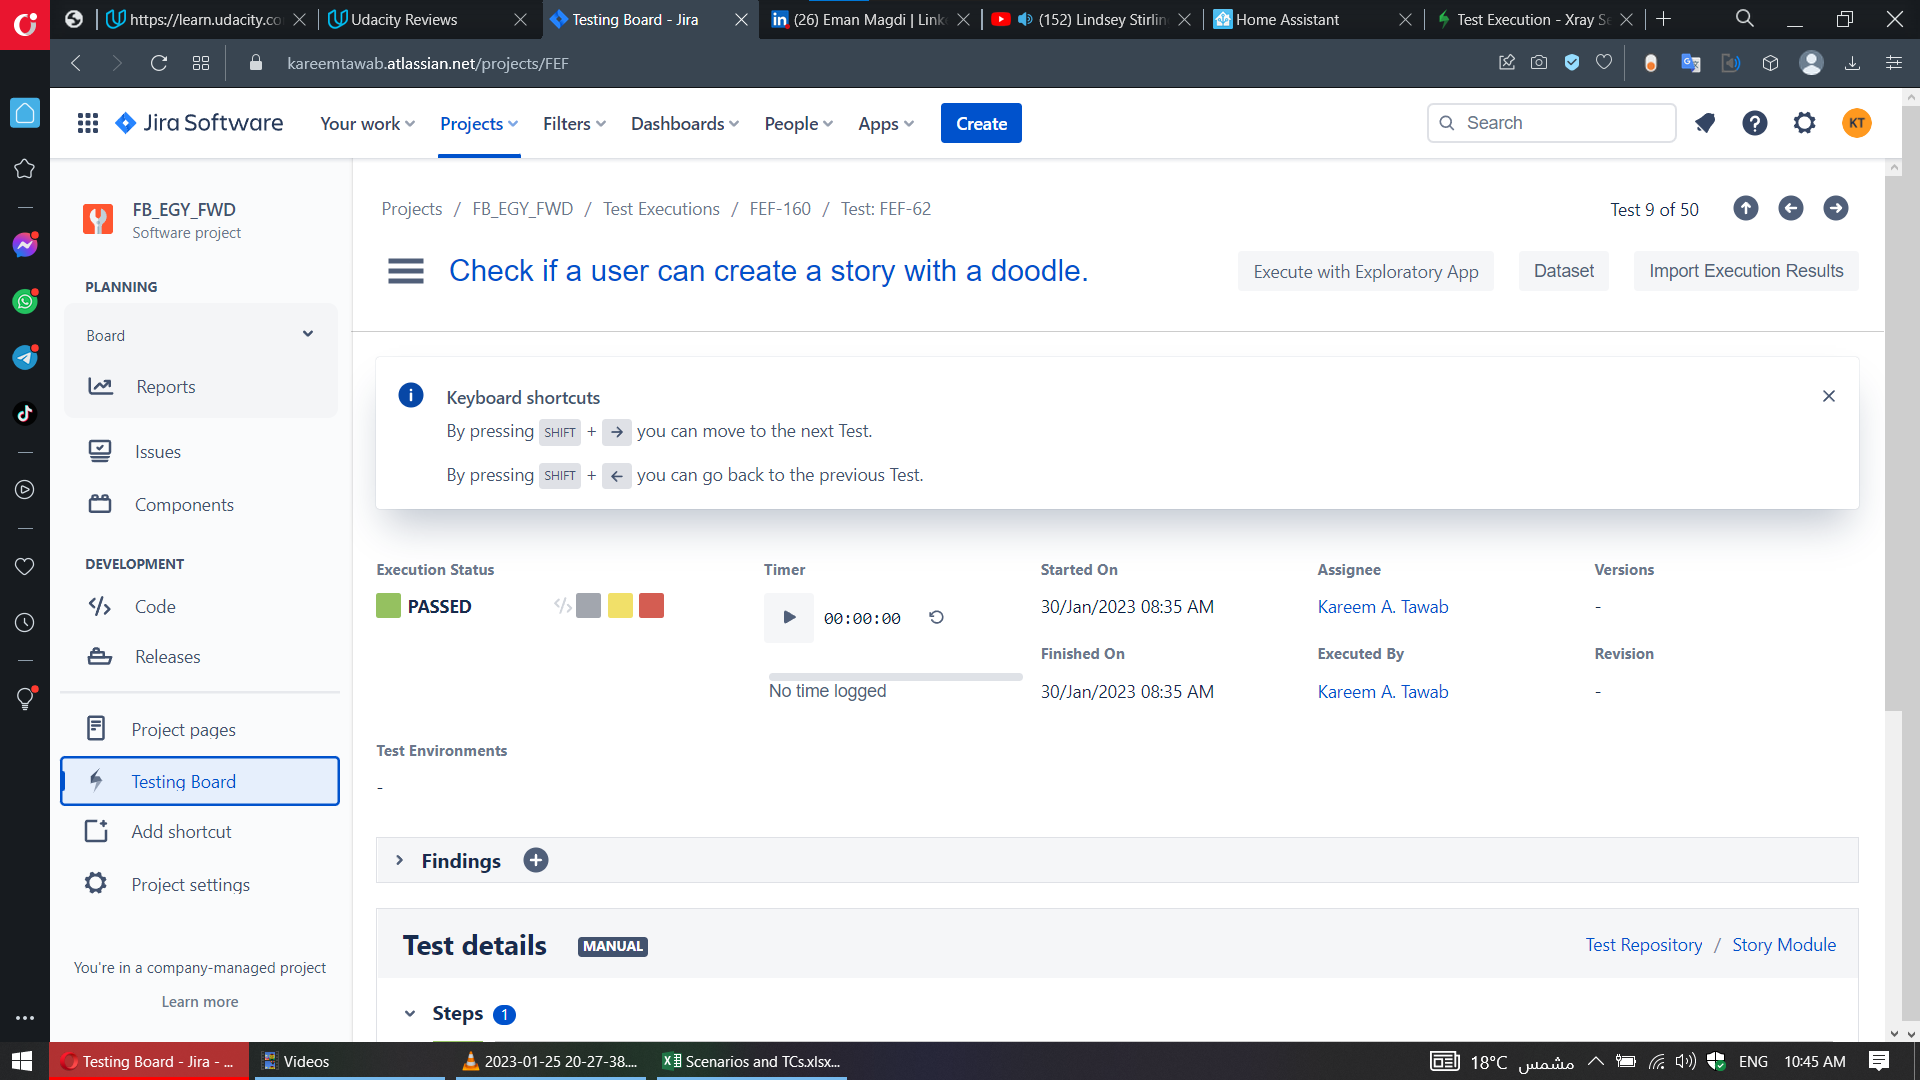 https://learn.udacity.co
Udacity Reviews
Testing Board - Jira
(26) Eman Magdi | Link
(152) Lindsey Stirlin
Home Assistant
Test Execution - Xray Se
kareemtawab.atlassian.net/projects/FEF
Jira Software
Your work
Projects
Filters
Dashboards
People
Apps
Create
Search
KT
FB_EGY_FWD
Software project
PLANNING
Board
Reports
Issues
Components
DEVELOPMENT
Code
Releases
Project pages
Testing Board
Add shortcut
Project settings
You're in a company-managed project
Learn more
Projects / FB_EGY_FWD / Test Executions / FEF-160 / Test: FEF-62
Test 9 of 50
Check if a user can create a story with a doodle.
Execute with Exploratory App
Dataset
Import Execution Results
Keyboard shortcuts
By pressing SHIFT + → you can move to the next Test.
By pressing SHIFT + ← you can go back to the previous Test.
Execution Status
PASSED
Timer
00:00:00
No time logged
Started On
30/Jan/2023 08:35 AM
Finished On
30/Jan/2023 08:35 AM
Assignee
Kareem A. Tawab
Executed By
Kareem A. Tawab
Versions
-
Revision
-
Test Environments
-
Findings
Test details MANUAL
Test Repository / Story Module
Steps 1
Testing Board - Jira - ...
Videos
2023-01-25 20-27-38....
Scenarios and TCs.xlsx...
18°C مشمس
ENG
10:45 AM